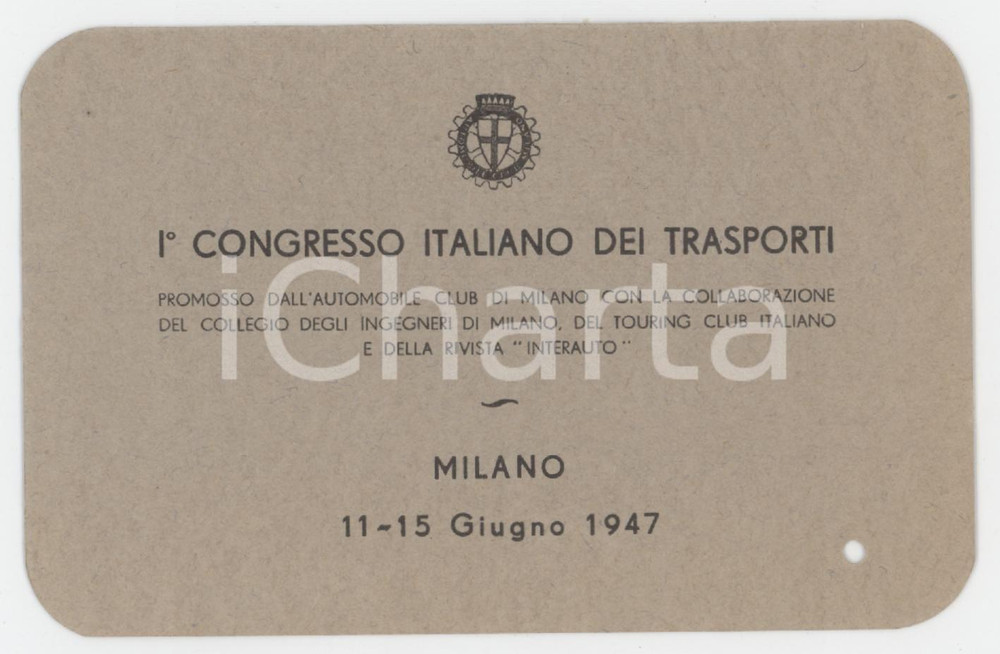 I° CONGRESSO ITALIANO DEI TRASPORTI
PROMOSSO DALL'AUTOMOBILE CLUB DI MILANO CON LA COLLABORAZIONE
DEL COLLEGIO DEGLI INGEGNERI DI MILANO, DEL TOURING CLUB ITALIANO
E DELLA RIVISTA "INTERAUTO"
iCharta
MILANO
11~15 Giugno 1947